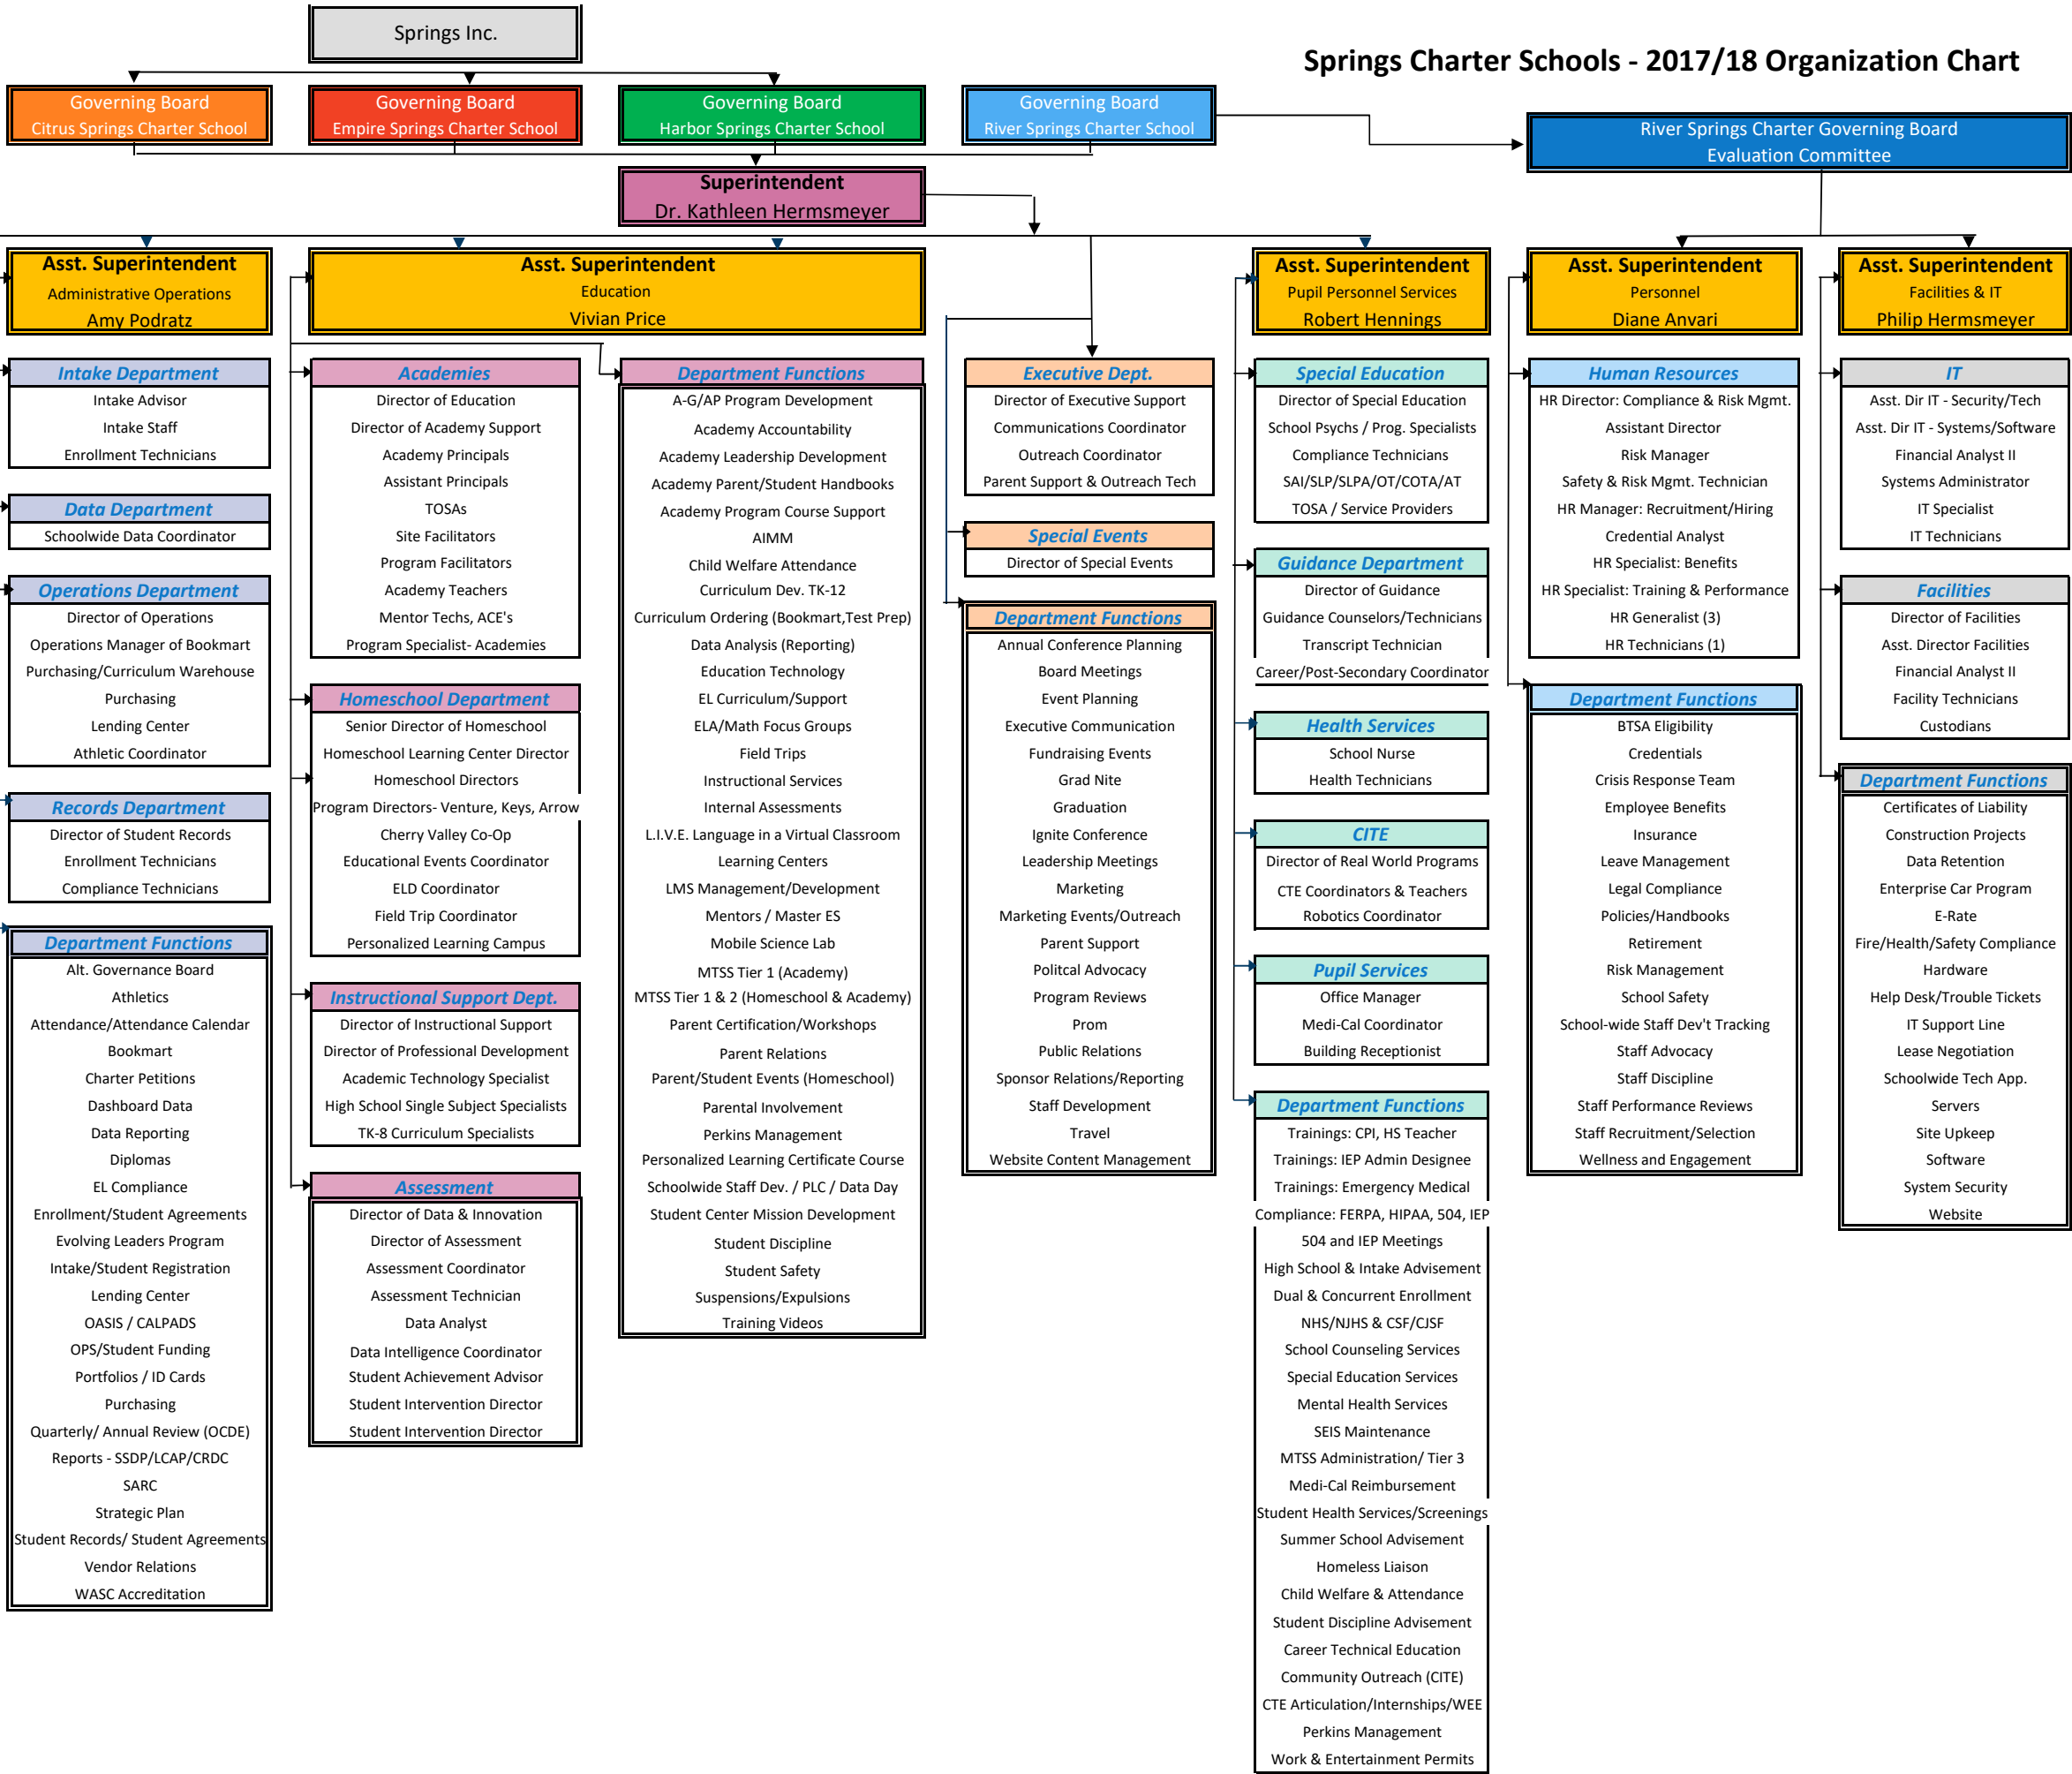 Springs Inc.
Springs Charter Schools - 2017/18 Organization Chart
Governing Board
Citrus Springs Charter School
Governing Board
Empire Springs Charter School
Governing Board
Harbor Springs Charter School
Governing Board
River Springs Charter School
River Springs Charter Governing Board
Evaluation Committee
Superintendent
Dr. Kathleen Hermsmeyer
Asst. Superintendent
Administrative Operations
Amy Podratz
Intake Department
Intake Advisor
Intake Staff
Enrollment Technicians
Data Department
Schoolwide Data Coordinator
Operations Department
Director of Operations
Operations Manager of Bookmart
Purchasing/Curriculum Warehouse
Purchasing
Lending Center
Athletic Coordinator
Records Department
Director of Student Records
Enrollment Technicians
Compliance Technicians
Department Functions
Alt. Governance Board
Athletics
Attendance/Attendance Calendar
Bookmart
Charter Petitions
Dashboard Data
Data Reporting
Diplomas
EL Compliance
Enrollment/Student Agreements
Evolving Leaders Program
Intake/Student Registration
Lending Center
OASIS / CALPADS
OPS/Student Funding
Portfolios / ID Cards
Purchasing
Quarterly/ Annual Review (OCDE)
Reports - SSDP/LCAP/CRDC
SARC
Strategic Plan
Student Records/ Student Agreements
Vendor Relations
WASC Accreditation
Asst. Superintendent
Education
Vivian Price
Academies
Director of Education
Director of Academy Support
Academy Principals
Assistant Principals
TOSAs
Site Facilitators
Program Facilitators
Academy Teachers
Mentor Techs, ACE's
Program Specialist- Academies
Homeschool Department
Senior Director of Homeschool
Homeschool Learning Center Director
Homeschool Directors
Program Directors- Venture, Keys, Arrow
Cherry Valley Co-Op
Educational Events Coordinator
ELD Coordinator
Field Trip Coordinator
Personalized Learning Campus
Instructional Support Dept.
Director of Instructional Support
Director of Professional Development
Academic Technology Specialist
High School Single Subject Specialists
TK-8 Curriculum Specialists
Assessment
Director of Data & Innovation
Director of Assessment
Assessment Coordinator
Assessment Technician
Data Analyst
Data Intelligence Coordinator
Student Achievement Advisor
Student Intervention Director
Student Intervention Director
Department Functions
A-G/AP Program Development
Academy Accountability
Academy Leadership Development
Academy Parent/Student Handbooks
Academy Program Course Support
AIMM
Child Welfare Attendance
Curriculum Dev. TK-12
Curriculum Ordering (Bookmart,Test Prep)
Data Analysis (Reporting)
Education Technology
EL Curriculum/Support
ELA/Math Focus Groups
Field Trips
Instructional Services
Internal Assessments
L.I.V.E. Language in a Virtual Classroom
Learning Centers
LMS Management/Development
Mentors / Master ES
Mobile Science Lab
MTSS Tier 1 (Academy)
MTSS Tier 1 & 2 (Homeschool & Academy)
Parent Certification/Workshops
Parent Relations
Parent/Student Events (Homeschool)
Parental Involvement
Perkins Management
Personalized Learning Certificate Course
Schoolwide Staff Dev. / PLC / Data Day
Student Center Mission Development
Student Discipline
Student Safety
Suspensions/Expulsions
Training Videos
Executive Dept.
Director of Executive Support
Communications Coordinator
Outreach Coordinator
Parent Support & Outreach Tech
Special Events
Director of Special Events
Department Functions
Annual Conference Planning
Board Meetings
Event Planning
Executive Communication
Fundraising Events
Grad Nite
Graduation
Ignite Conference
Leadership Meetings
Marketing
Marketing Events/Outreach
Parent Support
Politcal Advocacy
Program Reviews
Prom
Public Relations
Sponsor Relations/Reporting
Staff Development
Travel
Website Content Management
Asst. Superintendent
Pupil Personnel Services
Robert Hennings
Special Education
Director of Special Education
School Psychs / Prog. Specialists
Compliance Technicians
SAI/SLP/SLPA/OT/COTA/AT
TOSA / Service Providers
Guidance Department
Director of Guidance
Guidance Counselors/Technicians
Transcript Technician
Career/Post-Secondary Coordinator
Health Services
School Nurse
Health Technicians
CITE
Director of Real World Programs
CTE Coordinators & Teachers
Robotics Coordinator
Pupil Services
Office Manager
Medi-Cal Coordinator
Building Receptionist
Department Functions
Trainings: CPI, HS Teacher
Trainings: IEP Admin Designee
Trainings: Emergency Medical
Compliance: FERPA, HIPAA, 504, IEP
504 and IEP Meetings
High School & Intake Advisement
Dual & Concurrent Enrollment
NHS/NJHS & CSF/CJSF
School Counseling Services
Special Education Services
Mental Health Services
SEIS Maintenance
MTSS Administration/ Tier 3
Medi-Cal Reimbursement
Student Health Services/Screenings
Summer School Advisement
Homeless Liaison
Child Welfare & Attendance
Student Discipline Advisement
Career Technical Education
Community Outreach (CITE)
CTE Articulation/Internships/WEE
Perkins Management
Work & Entertainment Permits
Asst. Superintendent
Personnel
Diane Anvari
Human Resources
HR Director: Compliance & Risk Mgmt.
Assistant Director
Risk Manager
Safety & Risk Mgmt. Technician
HR Manager: Recruitment/Hiring
Credential Analyst
HR Specialist: Benefits
HR Specialist: Training & Performance
HR Generalist (3)
HR Technicians (1)
Department Functions
BTSA Eligibility
Credentials
Crisis Response Team
Employee Benefits
Insurance
Leave Management
Legal Compliance
Policies/Handbooks
Retirement
Risk Management
School Safety
School-wide Staff Dev't Tracking
Staff Advocacy
Staff Discipline
Staff Performance Reviews
Staff Recruitment/Selection
Wellness and Engagement
Asst. Superintendent
Facilities & IT
Philip Hermsmeyer
IT
Asst. Dir IT - Security/Tech
Asst. Dir IT - Systems/Software
Financial Analyst II
Systems Administrator
IT Specialist
IT Technicians
Facilities
Director of Facilities
Asst. Director Facilities
Financial Analyst II
Facility Technicians
Custodians
Department Functions
Certificates of Liability
Construction Projects
Data Retention
Enterprise Car Program
E-Rate
Fire/Health/Safety Compliance
Hardware
Help Desk/Trouble Tickets
IT Support Line
Lease Negotiation
Schoolwide Tech App.
Servers
Site Upkeep
Software
System Security
Website